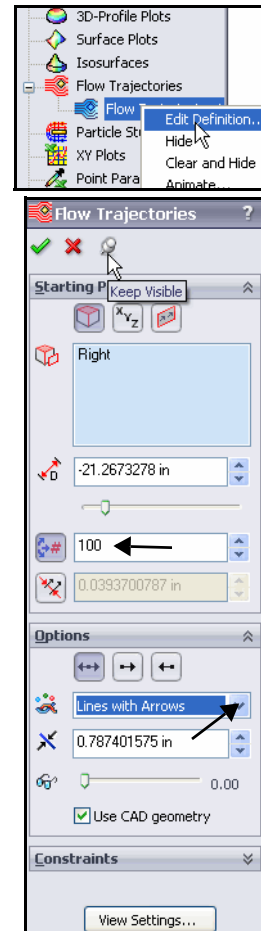 3D-Profile Plots
Surface Plots
Isosurfaces
Flow Trajectories
Flow
Edit Definition...
Particle
Hide
XY Plots
Clear and Hide
Point Para
Animate...
Flow Trajectories ?
Keep Visible
Starting
X Y Z
Right
D
-21.2673278 in
# 100
0.0393700787 in
Options
Lines with Arrows
0.787401575 in
0.00
Use CAD geometry
Constraints
View Settings...